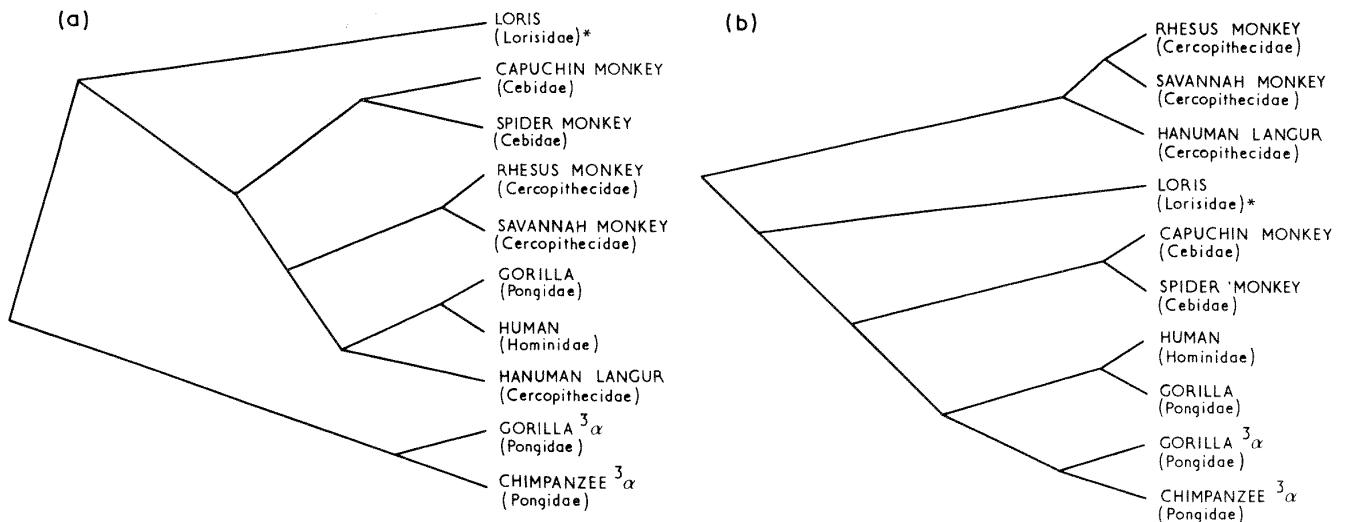 (a)
LORIS
(Lorisidae)*
CAPUCHIN MONKEY
(Cebidae)
SPIDER MONKEY
(Cebidae)
RHESUS MONKEY
(Cercopithecidae)
SAVANNAH MONKEY
(Cercopithecidae)
GORILLA
(Pongidae)
HUMAN
(Hominidae)
HANUMAN LANGUR
(Cercopithecidae)
GORILLA ³α
(Pongidae)
CHIMPANZEE ³α
(Pongidae)
(b)
RHESUS MONKEY
(Cercopithecidae)
SAVANNAH MONKEY
(Cercopithecidae)
HANUMAN LANGUR
(Cercopithecidae)
LORIS
(Lorisidae)*
CAPUCHIN MONKEY
(Cebidae)
SPIDER MONKEY
(Cebidae)
HUMAN
(Hominidae)
GORILLA
(Pongidae)
GORILLA ³α
(Pongidae)
CHIMPANZEE ³α
(Pongidae)